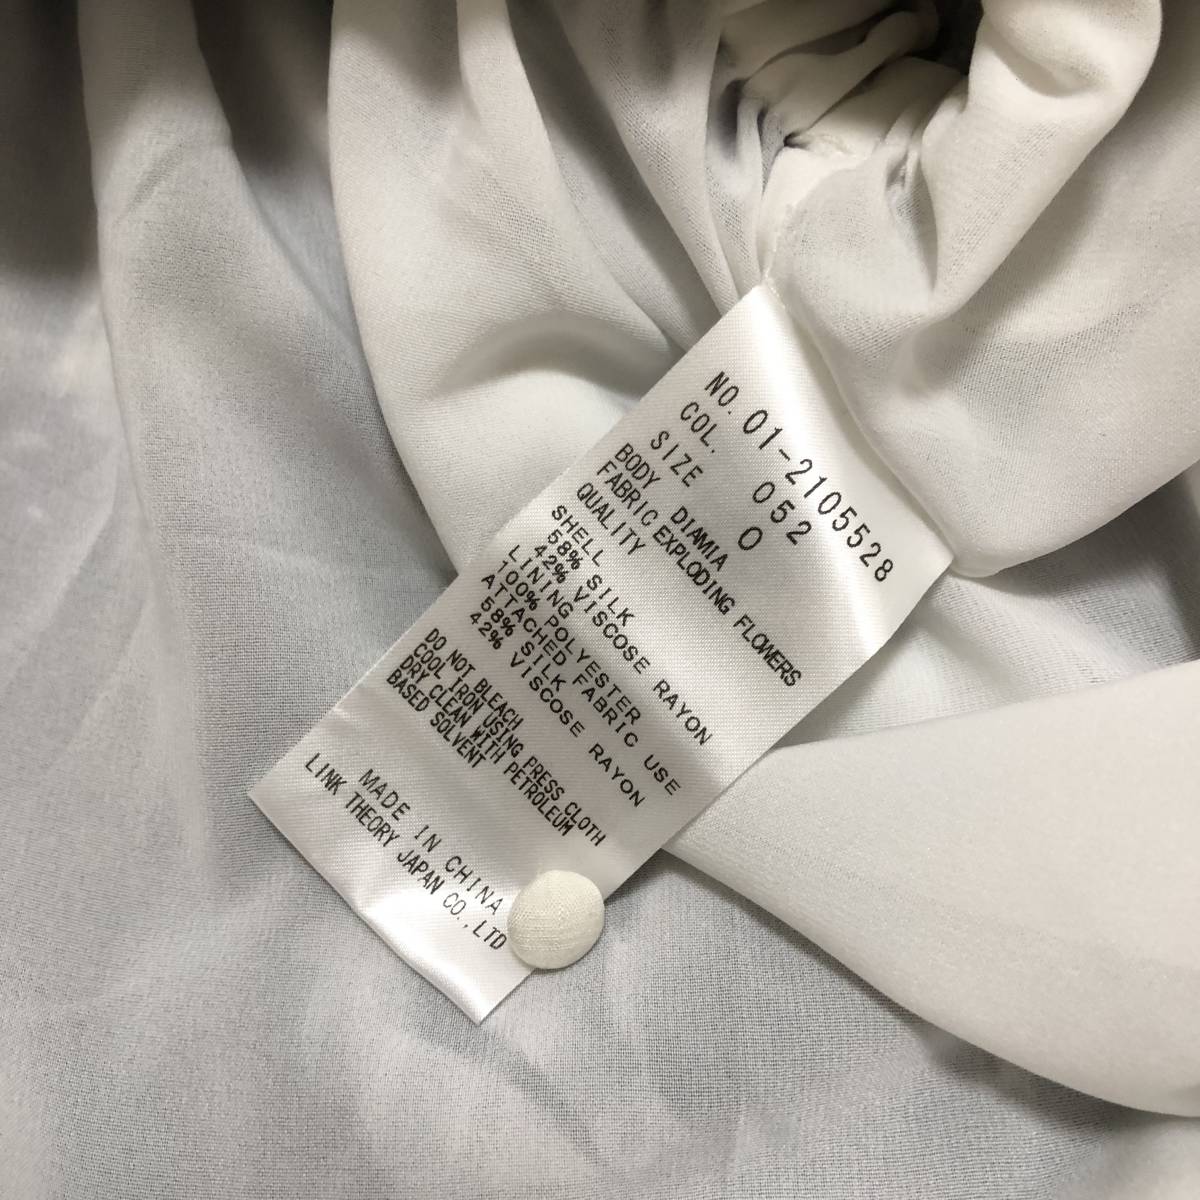 NO. 01-2105528
COL. 052
SIZE 0
BODY DIAMIA
FABRIC EXPLODING FLOWERS
QUALITY
SHELL
58% SILK
42% VISCOSE RAYON
LINING
100% POLYESTER
ATTACHED FABRIC USE
58% SILK
42% VISCOSE RAYON
DO NOT BLEACH
COOL IRON USING PRESS CLOTH
DRY CLEAN WITH PETROLEUM
BASED SOLVENT
MADE IN CHINA
LINK THEORY JAPAN CO., LTD